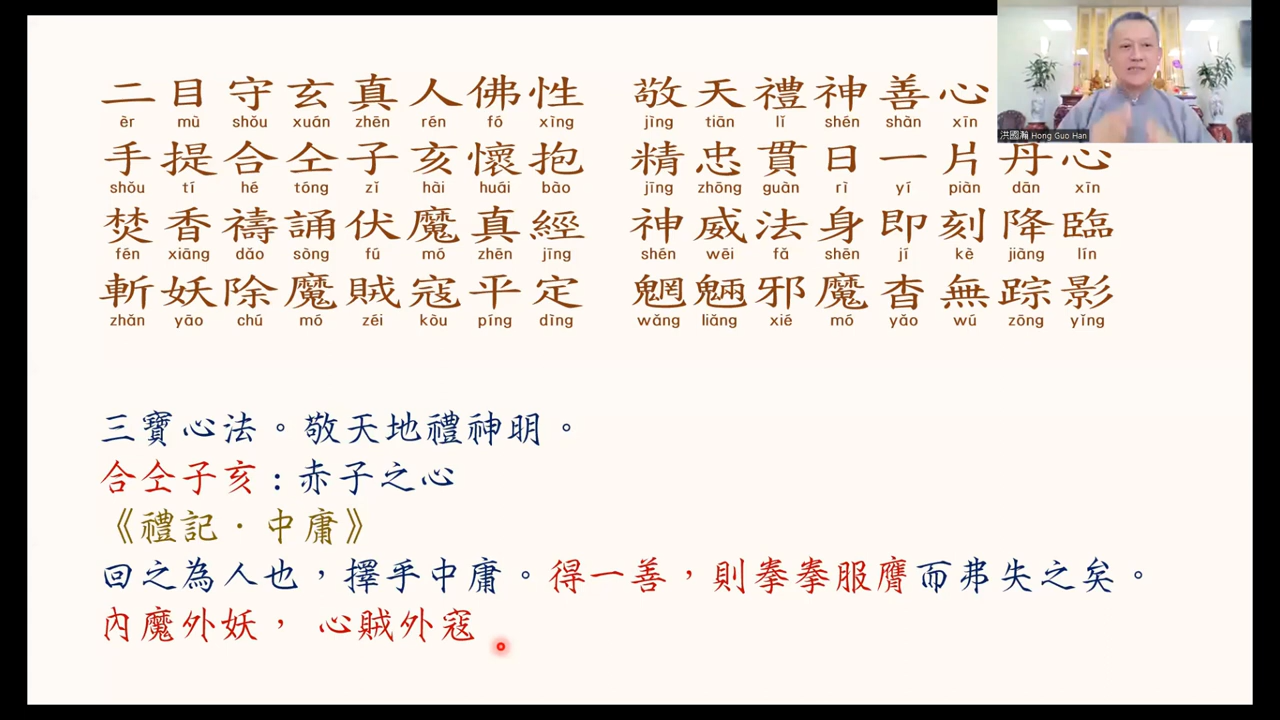 二目守玄真人佛性 敬天禮神善心
èr mù shǒu xuán zhēn rén fó xìng jìng tiān lǐ shén shàn xīn
洪國瀚 Hong Guo Han
手提合仝子亥懷抱 精忠貫日一片丹心
shǒu tí hé tóng zǐ hài huái bào jīng zhōng guàn rì yí piàn dān xīn
焚香禱誦伏魔真經 神威法身即刻降臨
fén xiāng dǎo sòng fú mó zhēn jīng shén wēi fǎ shēn jí kè jiàng lín
斬妖除魔賊寇平定 魍魎邪魔杳無踪影
zhǎn yāo chú mó zéi kòu píng dìng wǎng liǎng xié mó yǎo wú zōng yǐng
三寶心法。敬天地禮神明。
合仝子亥：赤子之心
《禮記．中庸》
回之為人也，擇乎中庸。得一善，則拳拳服膺而弗失之矣。
內魔外妖， 心賊外寇